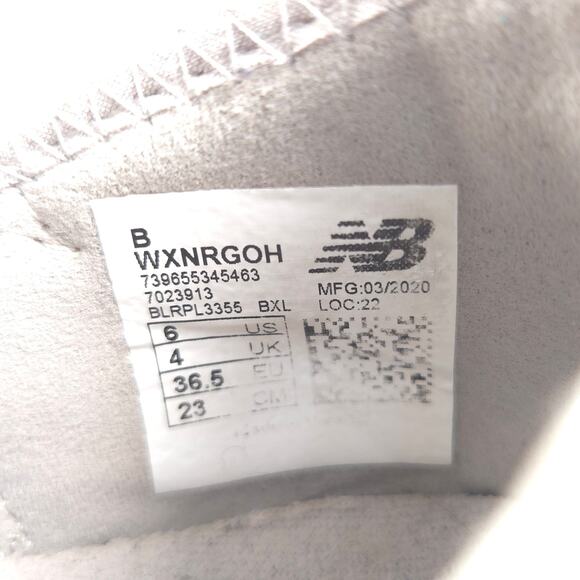 B
WXNRGOH
739655345463
7023913
BLRPL3355 BXL
6 US
4 UK
36.5 EU
23 CM
NB
MFG:03/2020
LOC:22